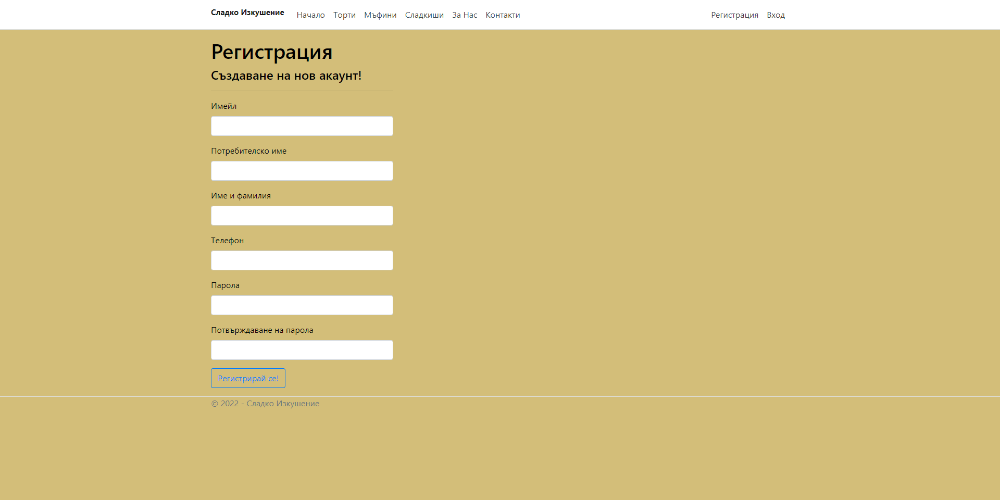 Сладко Изкушение Начало Торти Мъфини Сладкиши За Нас Контакти Регистрация Вход
Регистрация
Създаване на нов акаунт!
Имейл
Потребителско име
Име и фамилия
Телефон
Парола
Потвърждаване на парола
Регистрирай се!
© 2022 - Сладко Изкушение